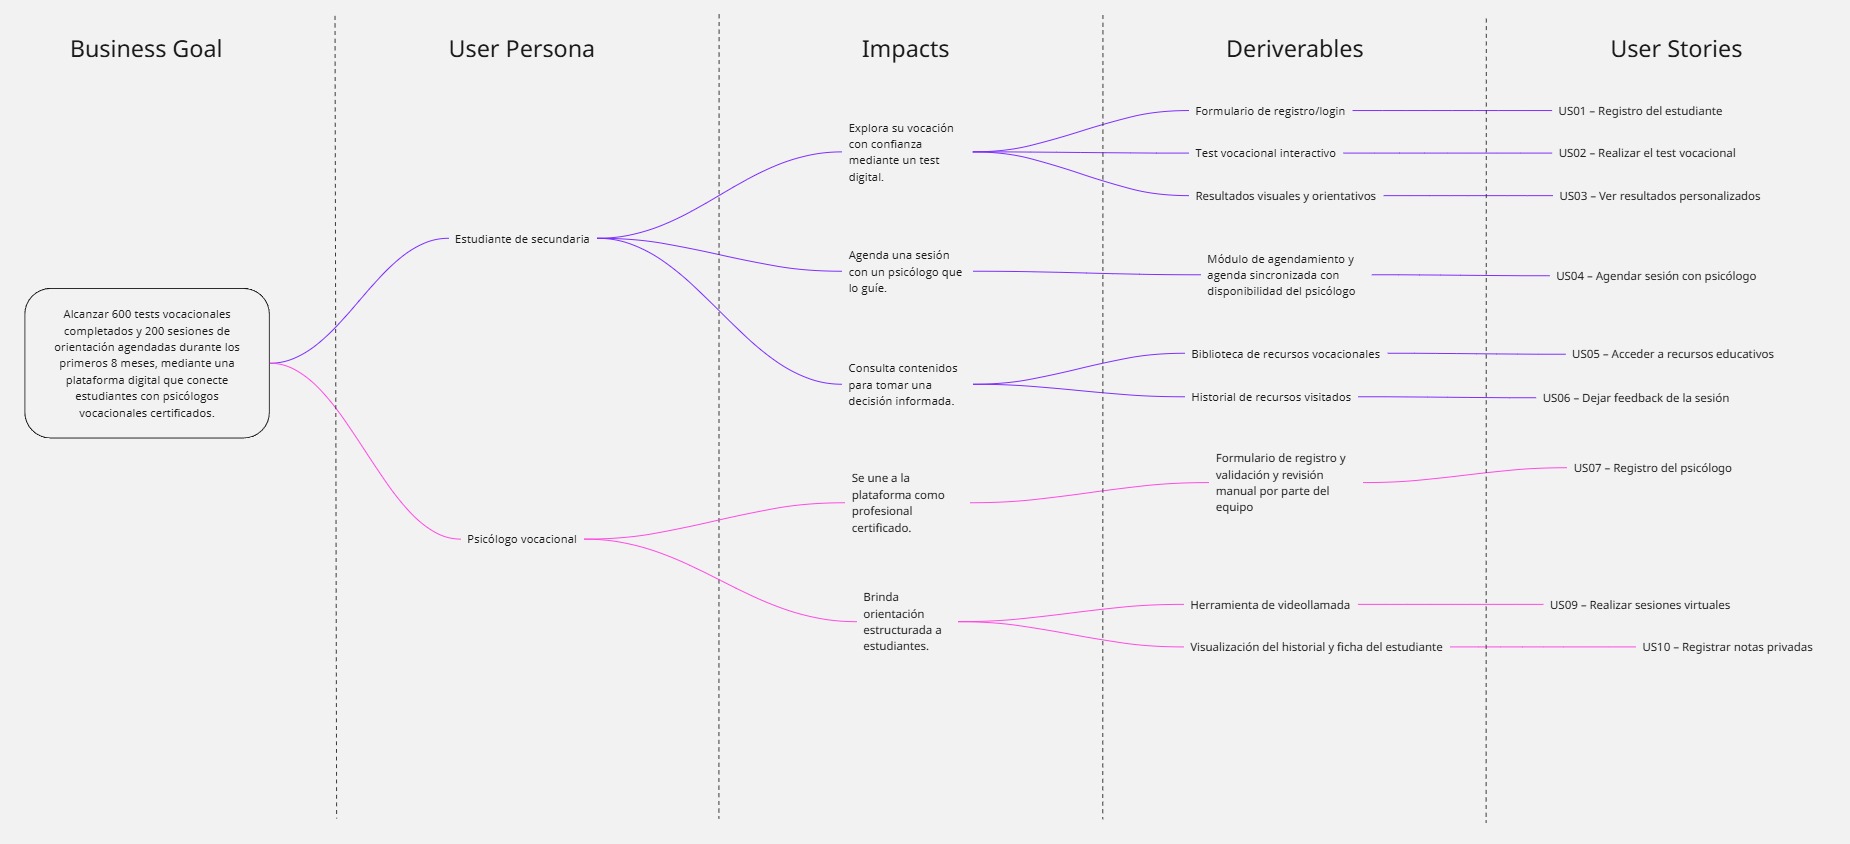 Business Goal
User Persona
Impacts
Deriverables
User Stories
Alcanzar 600 tests vocacionales
completados y 200 sesiones de
orientación agendadas durante los
primeros 8 meses, mediante una
plataforma digital que conecte
estudiantes con psicólogos
vocacionales certificados.
Estudiante de secundaria
Explora su vocación
con confianza
mediante un test
digital.
Formulario de registro/login
US01 – Registro del estudiante
Test vocacional interactivo
US02 – Realizar el test vocacional
Resultados visuales y orientativos
US03 – Ver resultados personalizados
Agenda una sesión
con un psicólogo que
lo guíe.
Módulo de agendamiento y
agenda sincronizada con
disponibilidad del psicólogo
US04 – Agendar sesión con psicólogo
Consulta contenidos
para tomar una
decisión informada.
Biblioteca de recursos vocacionales
US05 – Acceder a recursos educativos
Historial de recursos visitados
US06 – Dejar feedback de la sesión
Psicólogo vocacional
Se une a la
plataforma como
profesional
certificado.
Formulario de registro y
validación y revisión
manual por parte del
equipo
US07 – Registro del psicólogo
Brinda
orientación
estructurada a
estudiantes.
Herramienta de videollamada
US09 – Realizar sesiones virtuales
Visualización del historial y ficha del estudiante
US10 – Registrar notas privadas